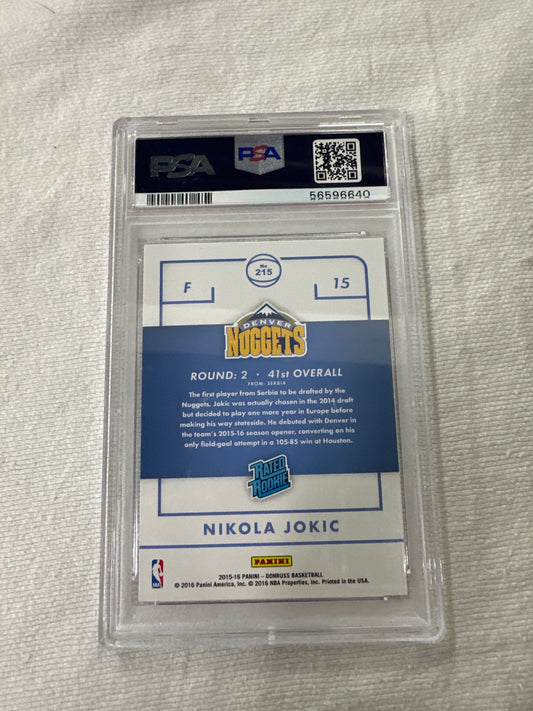 PSA PSA
56596640
No
215
F 15
DENVER
NUGGETS
ROUND: 2 • 41st OVERALL
FROM: SERBIA
The first player from Serbia to be drafted by the
Nuggets, Jokic was actually chosen in the 2014 draft
but decided to play one more year in Europe before
making his way stateside. He debuted with Denver in
the team's 2015-16 season opener, converting on his
only field-goal attempt in a 105-85 win at Houston.
RATED
ROOKIE
NIKOLA JOKIC
PANINI
NBA
2015-16 PANINI – DONRUSS BASKETBALL
© 2016 Panini America, Inc. © 2016 NBA Properties, Inc. Printed in the USA.